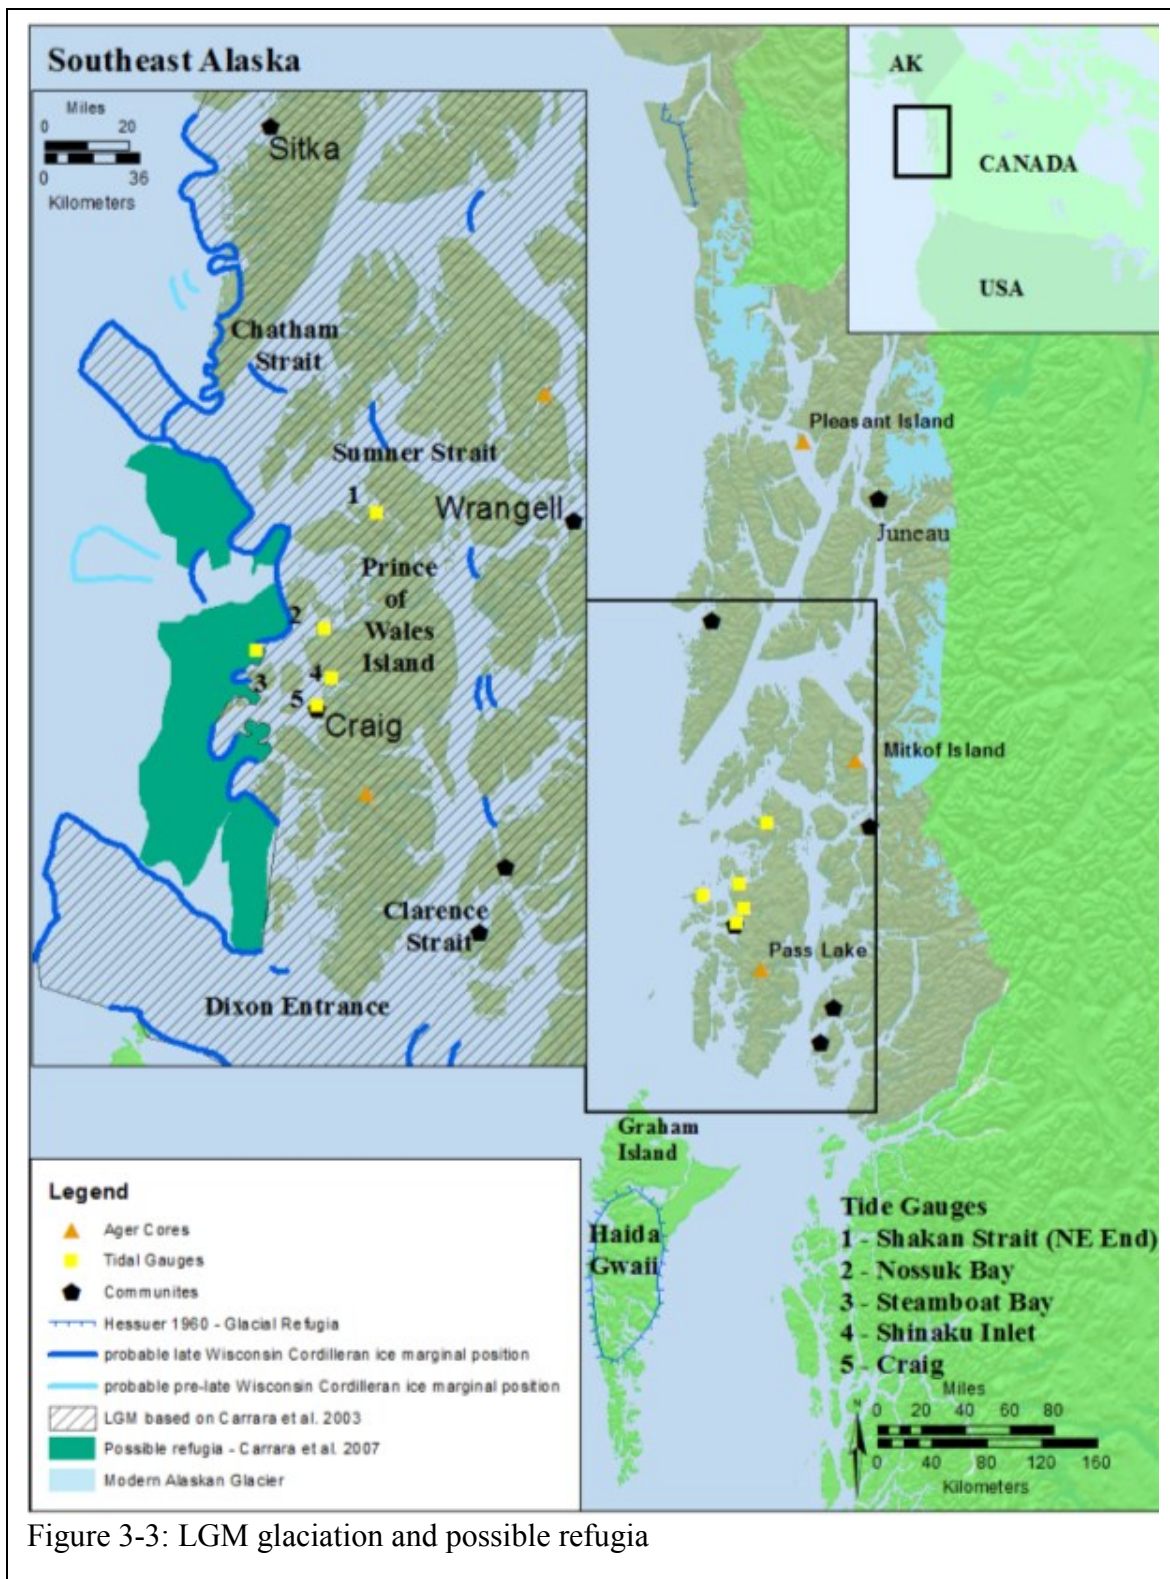 Southeast Alaska
Miles
0 20
0 36
Kilometers
Sitka
Chatham
Strait
Sumner Strait
1
Wrangell
Prince
of
Wales
Island
2
3
4
5
Craig
Clarence
Strait
Dixon Entrance
AK
CANADA
USA
Pleasant Island
Juneau
Mitkof Island
Pass Lake
Graham
Island
Haida
Gwaii
Legend
Ager Cores
Tidal Gauges
Communites
Hessuer 1960 - Glacial Refugia
probable late Wisconsin Cordilleran ice marginal position
probable pre-late Wisconsin Cordilleran ice marginal position
LGM based on Carrara et al. 2003
Possible refugia - Carrara et al. 2007
Modern Alaskan Glacier
Tide Gauges
1 - Shakan Strait (NE End)
2 - Nossuk Bay
3 - Steamboat Bay
4 - Shinaku Inlet
5 - Craig
Miles
N
0 20 40 60 80
0 40 80 120 160
Kilometers
Figure 3-3: LGM glaciation and possible refugia